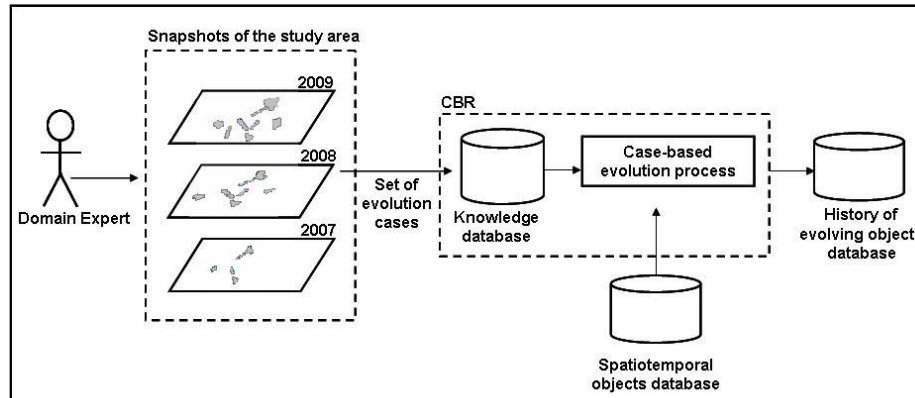 Snapshots of the study area
2009
2008
2007
Domain Expert
Set of
evolution
cases
CBR
Knowledge
database
Case-based
evolution process
History of
evolving object
database
Spatiotemporal
objects database